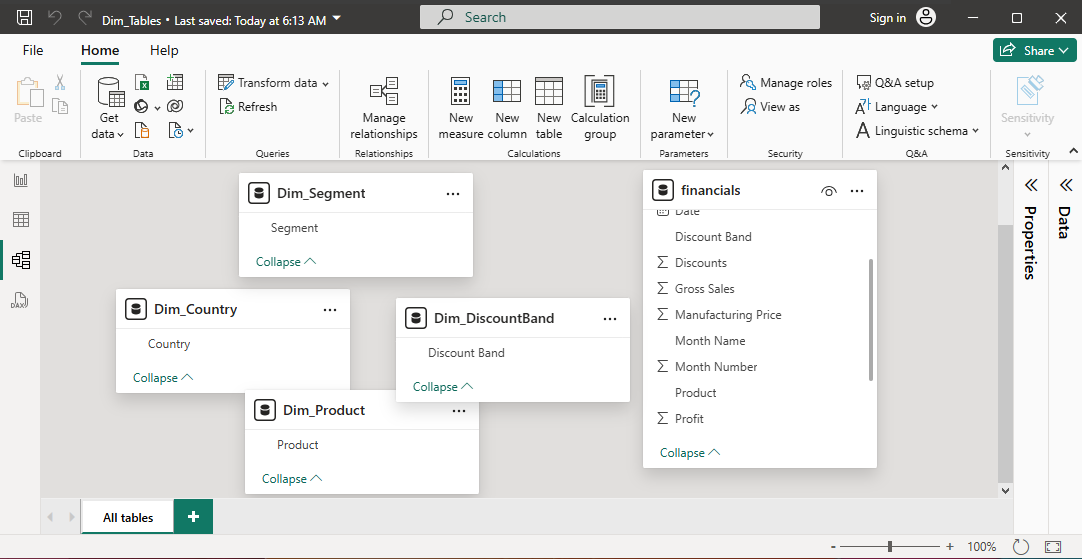 Dim_Tables • Last saved: Today at 6:13 AM
Search
Sign in
File
Home
Help
Share
Paste
Get data
Transform data
Refresh
Manage relationships
New measure
New column
New table
Calculation group
New parameter
Manage roles
View as
Q&A setup
Language
Linguistic schema
Sensitivity
Clipboard
Data
Queries
Relationships
Calculations
Parameters
Security
Q&A
Sensitivity
Dim_Segment
Segment
Collapse
financials
Date
Discount Band
Discounts
Gross Sales
Manufacturing Price
Month Name
Month Number
Product
Profit
Collapse
Dim_Country
Country
Collapse
Dim_DiscountBand
Discount Band
Collapse
Dim_Product
Product
Collapse
Properties
Data
DAX
All tables
+
- + 100%